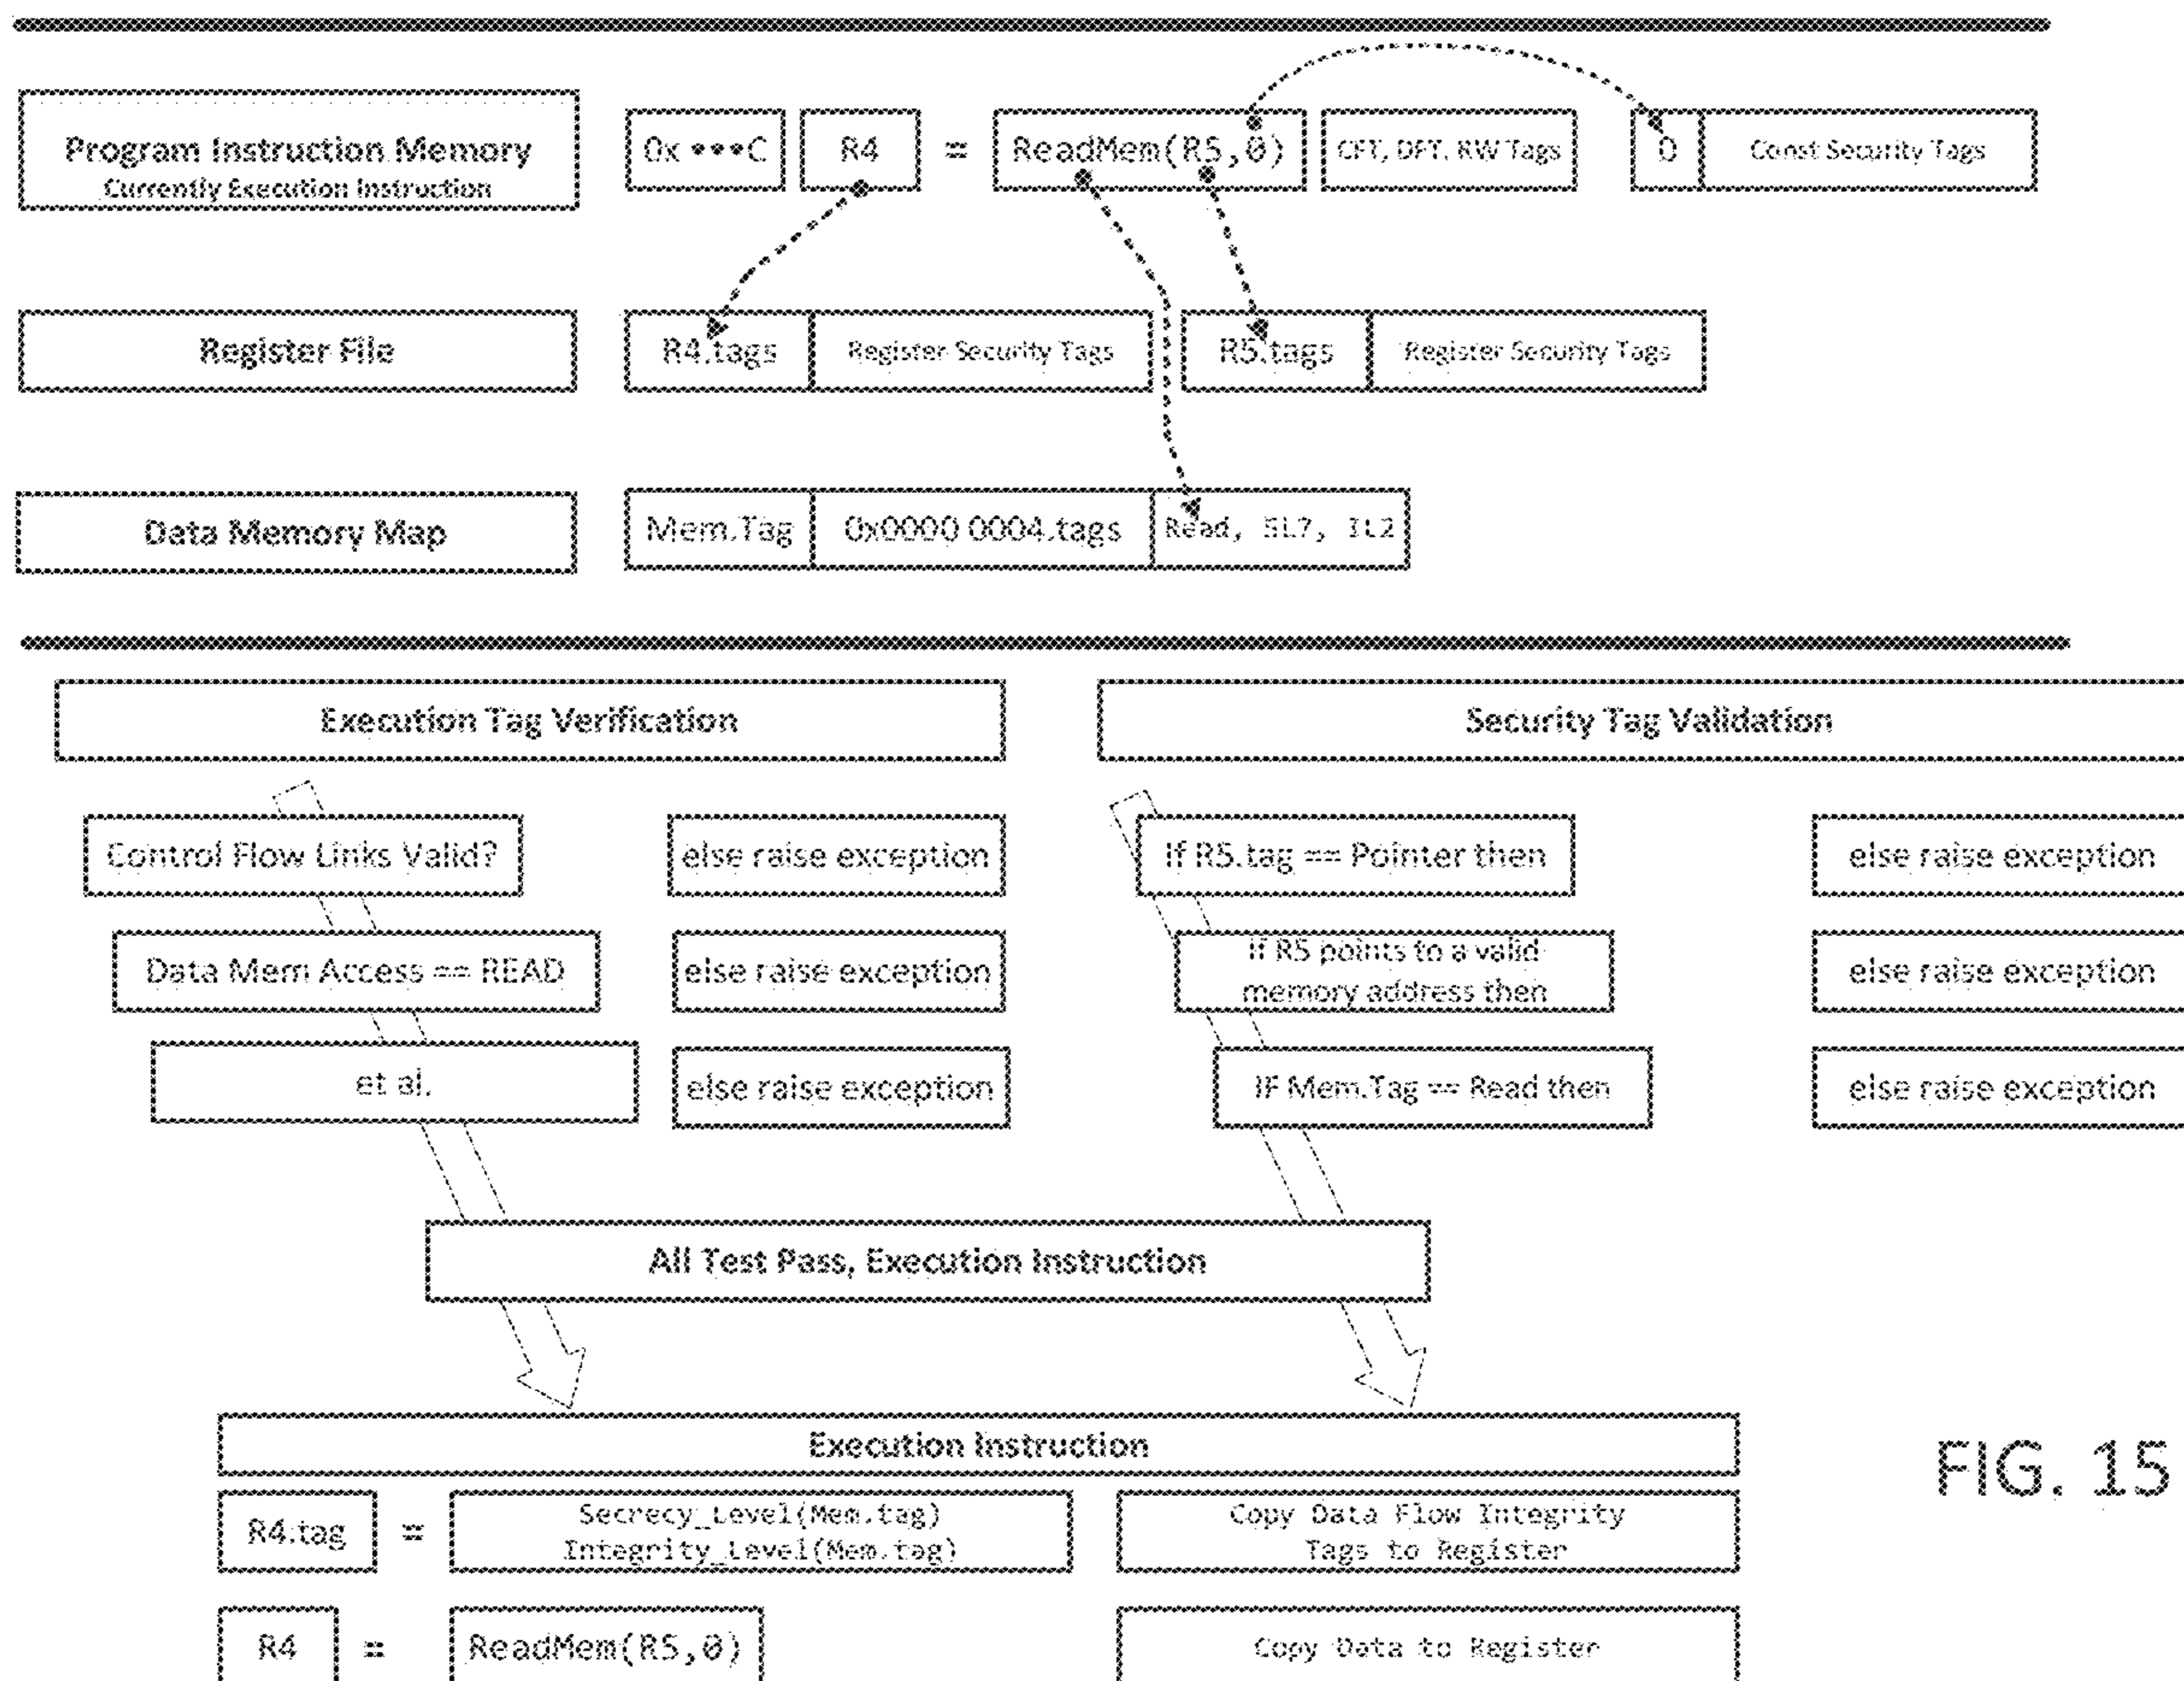 Program Instruction Memory
Currently Execution Instruction
0x •••C R4 = ReadMem(R5,0) CFT, DFT, RW Tags 0 Const Security Tags
Register File
R4.tags Register Security Tags R5.tags Register Security Tags
Data Memory Map
Mem.Tag 0x0000 0004.tags Read, SL7, IL2
Execution Tag Verification
Security Tag Validation
Control Flow Links Valid? else raise exception
If R5.tag == Pointer then else raise exception
Data Mem Access == READ else raise exception
If R5 points to a valid
memory address then
else raise exception
et al. else raise exception
IF Mem.Tag == Read then else raise exception
All Test Pass, Execution Instruction
Execution Instruction
R4.tag =
Secrecy_Level(Mem.tag)
Integrity_Level(Mem.tag)
Copy Data Flow Integrity
Tags to Register
R4 = ReadMem(R5,0)
Copy Data to Register
FIG. 15